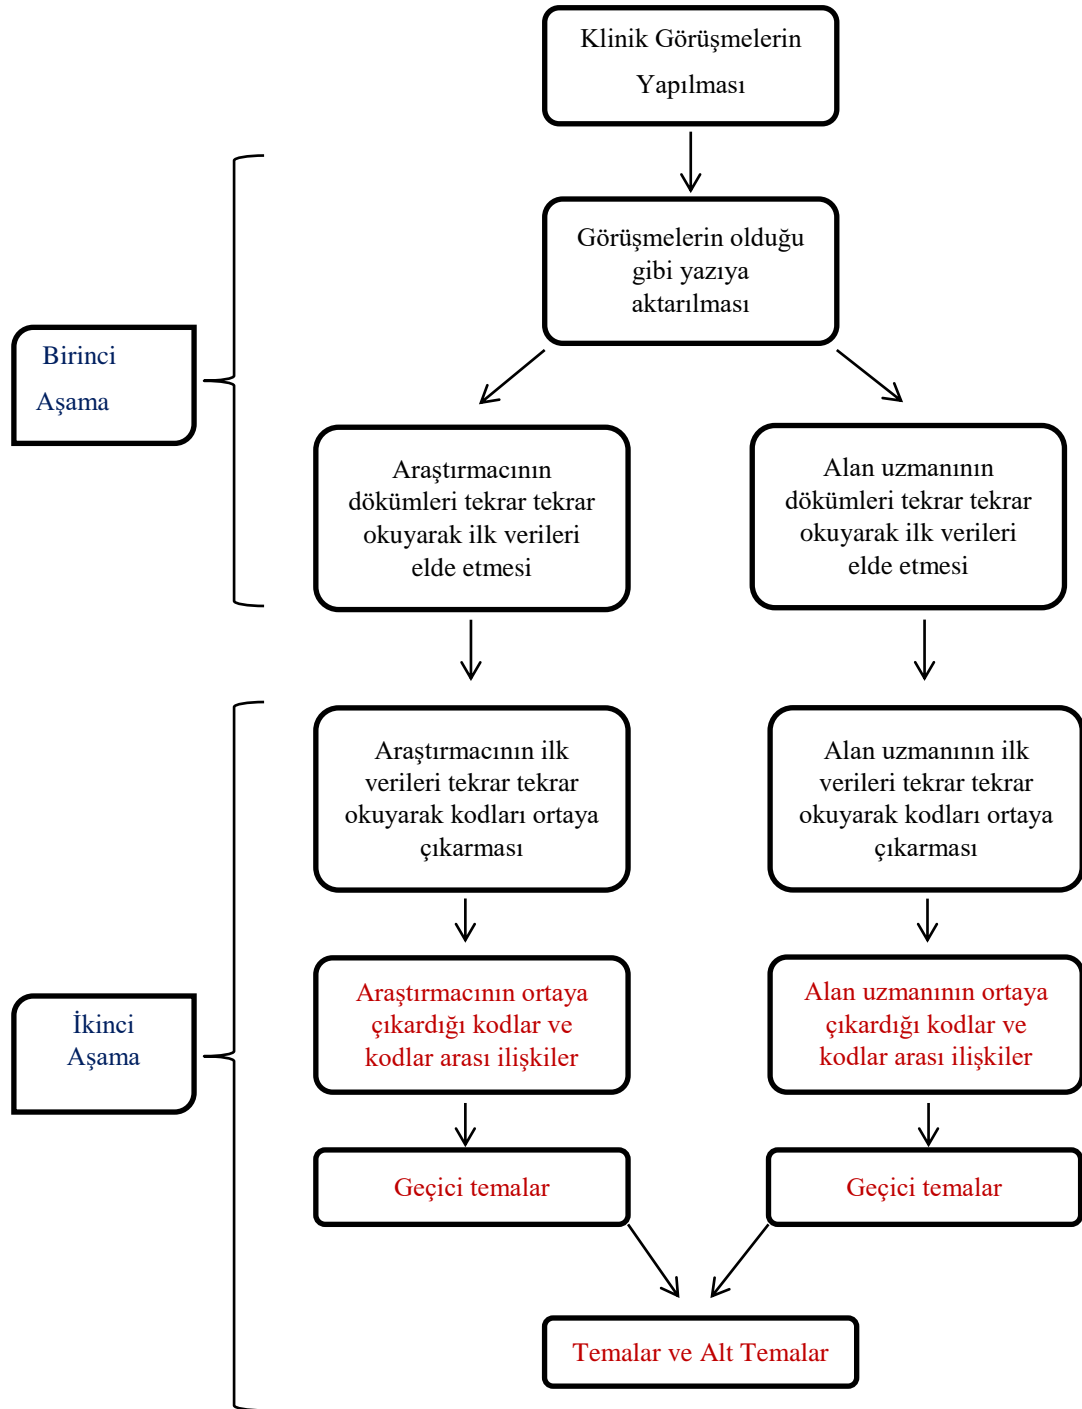 Klinik Görüşmelerin
Yapılması
Görüşmelerin olduğu
gibi yazıya
aktarılması
Birinci
Aşama
Araştırmacının
dökümleri tekrar tekrar
okuyarak ilk verileri
elde etmesi
Alan uzmanının
dökümleri tekrar tekrar
okuyarak ilk verileri
elde etmesi
Araştırmacının ilk
verileri tekrar tekrar
okuyarak kodları ortaya
çıkarması
Alan uzmanının ilk
verileri tekrar tekrar
okuyarak kodları ortaya
çıkarması
İkinci
Aşama
Araştırmacının ortaya
çıkardığı kodlar ve
kodlar arası ilişkiler
Alan uzmanının ortaya
çıkardığı kodlar ve
kodlar arası ilişkiler
Geçici temalar
Geçici temalar
Temalar ve Alt Temalar